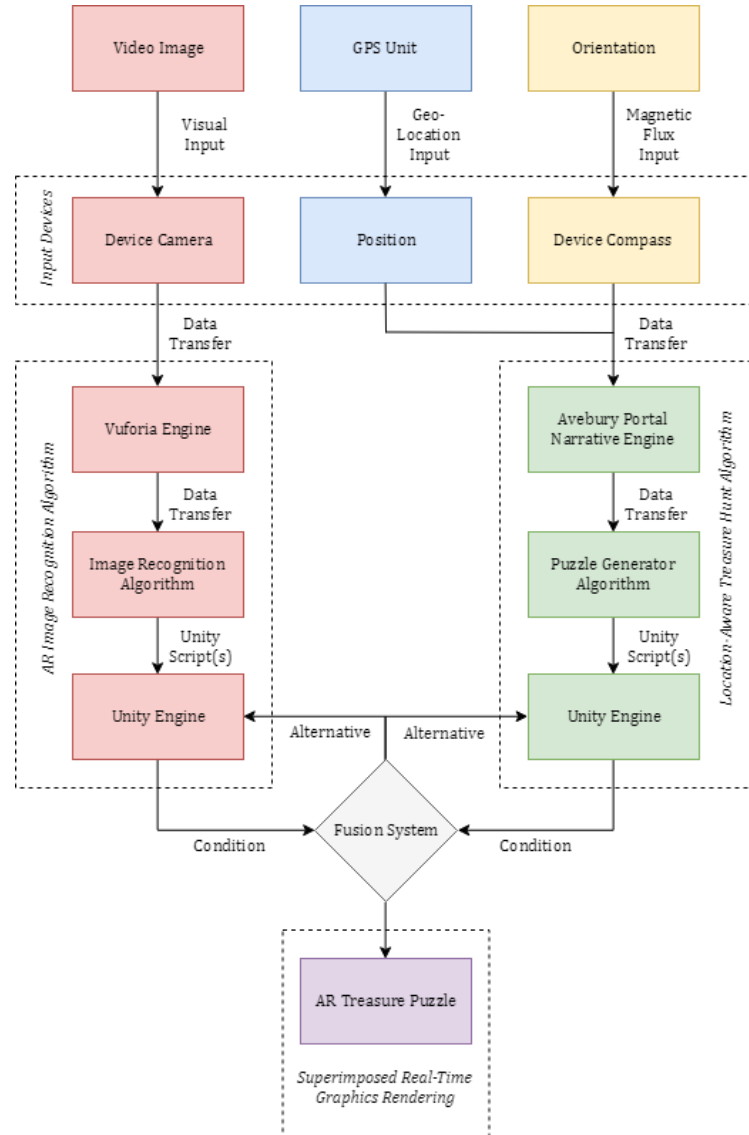 Video Image
GPS Unit
Orientation
Visual
Input
Geo-
Location
Input
Magnetic
Flux
Input
Input Devices
Device Camera
Position
Device Compass
Data
Transfer
Data
Transfer
AR Image Recognition Algorithm
Vuforia Engine
Avebury Portal
Narrative Engine
Location-Aware Treasure Hunt Algorithm
Data
Transfer
Data
Transfer
Image Recognition
Algorithm
Puzzle Generator
Algorithm
Unity
Script(s)
Unity
Script(s)
Unity Engine
Unity Engine
Alternative
Alternative
Fusion System
Condition
Condition
AR Treasure Puzzle
Superimposed Real-Time
Graphics Rendering